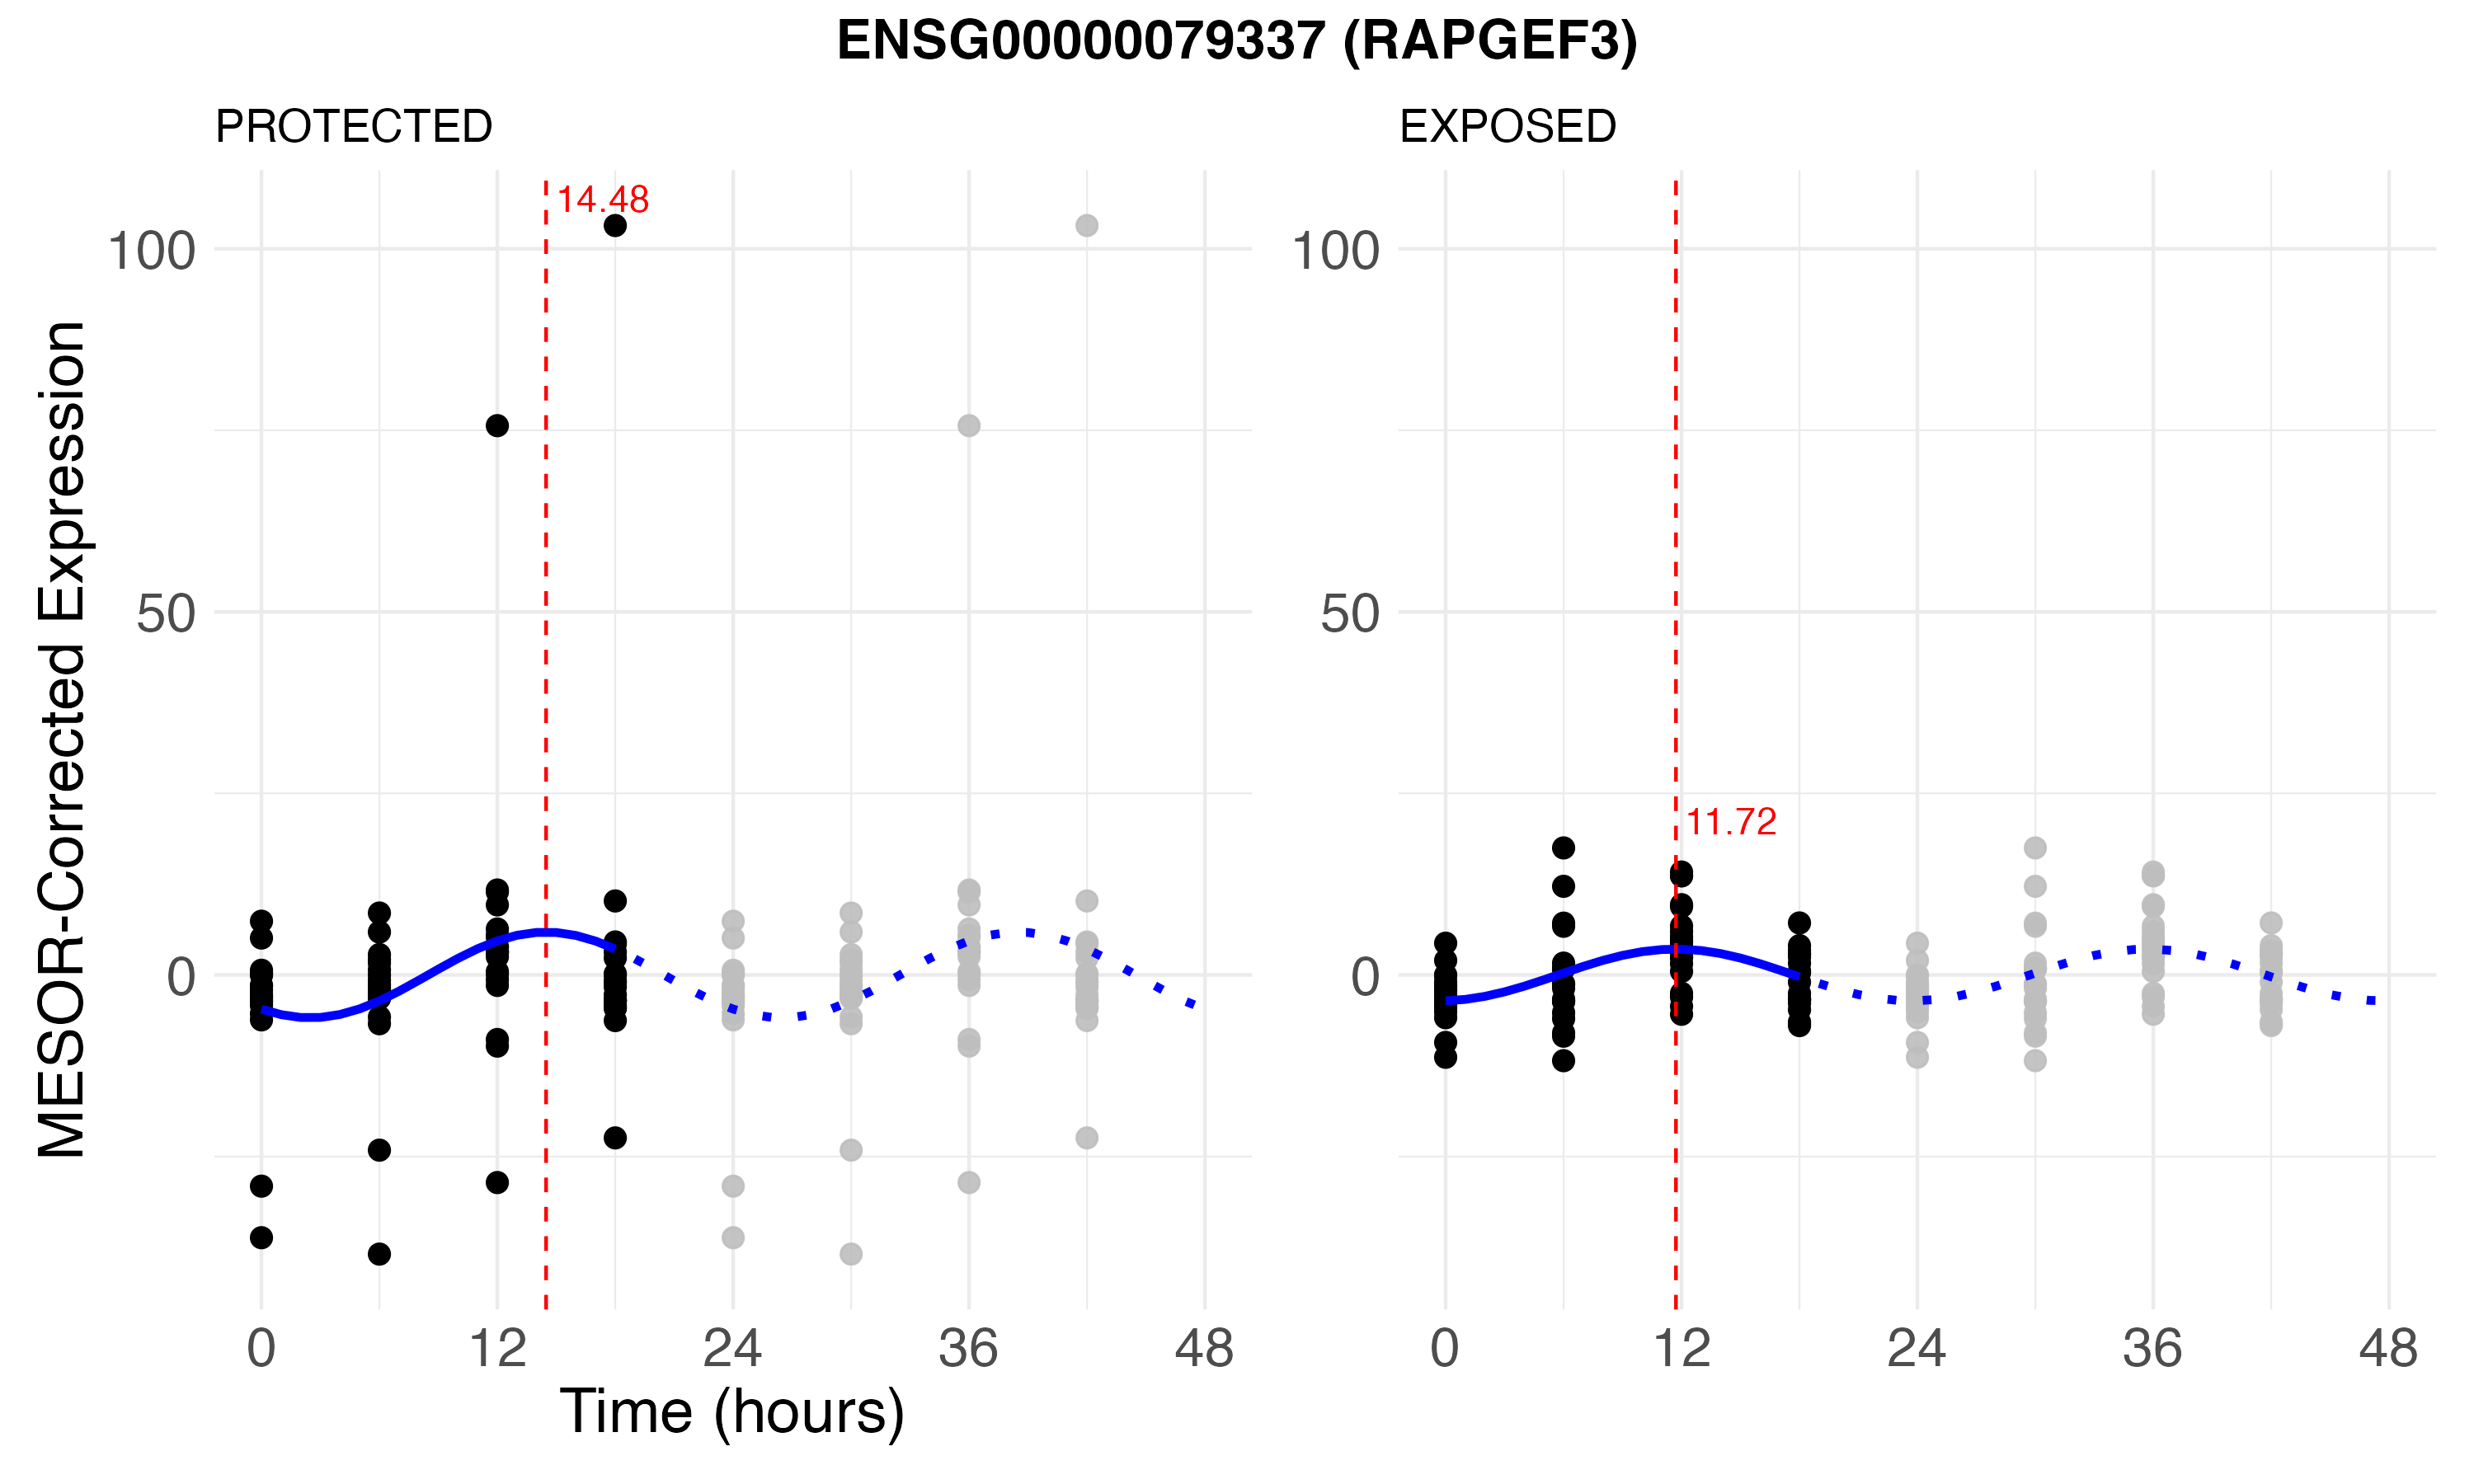 ENSG00000079337 (RAPGEF3)
PROTECTED
EXPOSED
MESOR-Corrected Expression
100
50
0
14.48
0 12 24 36 48
100
50
0
11.72
0 12 24 36 48
Time (hours)